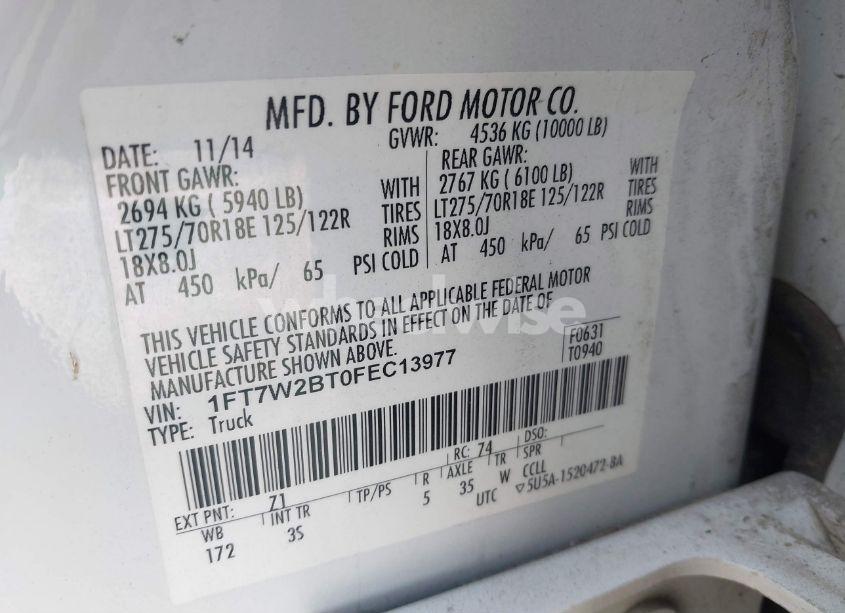 MFD. BY FORD MOTOR CO.
DATE: 11/14 GVWR: 4536 KG (10000 LB)
FRONT GAWR: REAR GAWR:
2694 KG ( 5940 LB) WITH 2767 KG ( 6100 LB) WITH
LT275/70R18E 125/122R TIRES LT275/70R18E 125/122R TIRES
18X8.0J RIMS 18X8.0J RIMS
AT 450 kPa/ 65 PSI COLD AT 450 kPa/ 65 PSI COLD
THIS VEHICLE CONFORMS TO ALL APPLICABLE FEDERAL MOTOR
VEHICLE SAFETY STANDARDS IN EFFECT ON THE DATE OF
MANUFACTURE SHOWN ABOVE.
VIN: 1FT7W2BT0FEC13977
TYPE: Truck
F0631
T0940
EXT PNT: Z1 RC: 74 DSO:
WB INT TR TP/PS R AXLE TR SPR
172 3S 5 35 W CCLL
UTC ▽5U5A-1520472-BA